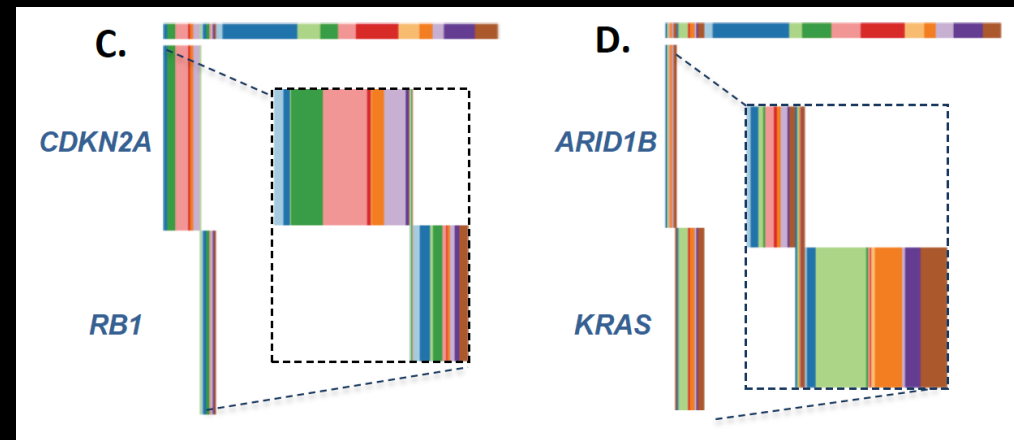 C.
CDKN2A
RB1
D.
ARID1B
KRAS